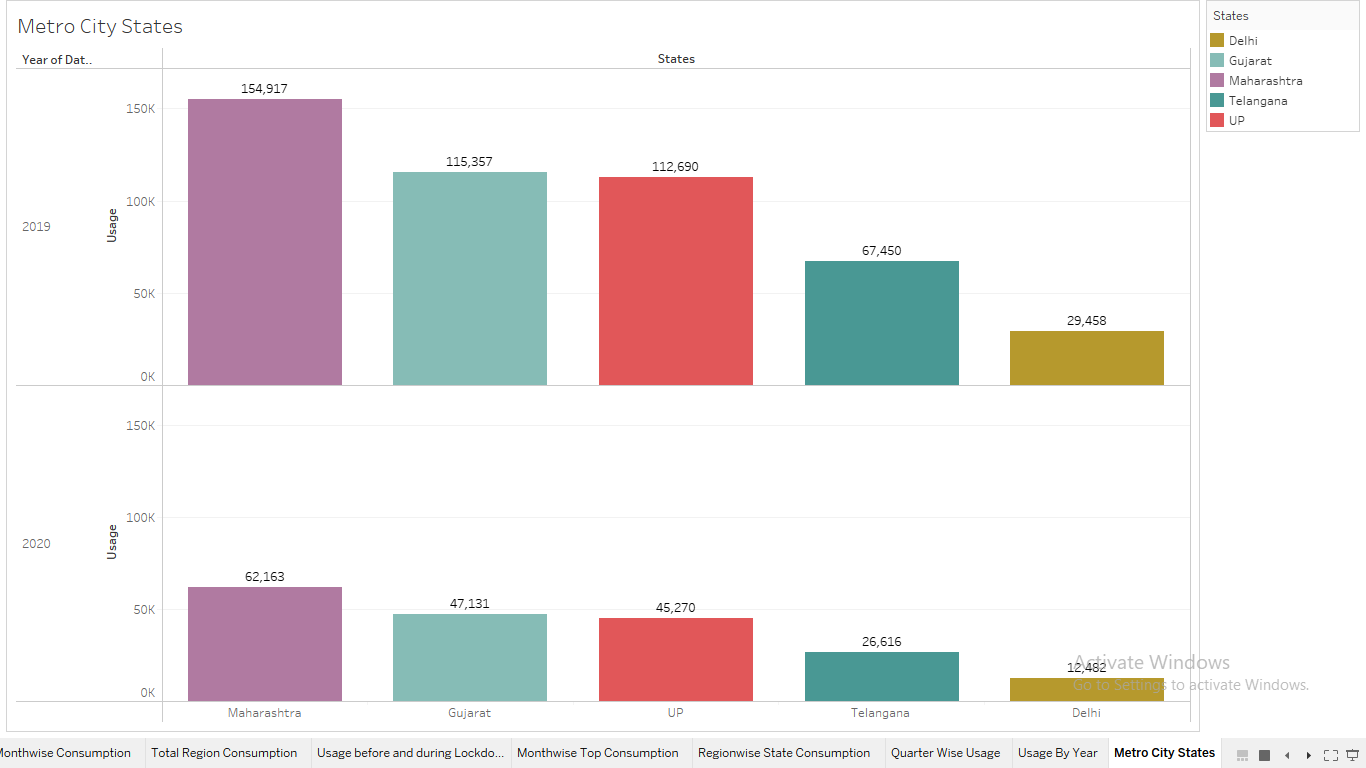 Metro City States
Year of Dat..
States
154,917
150K
115,357
112,690
100K
2019
Usage
67,450
50K
29,458
0K
150K
100K
2020
Usage
62,163
50K
47,131
45,270
26,616
12,482
0K
Maharashtra
Gujarat
UP
Telangana
Delhi
States
Delhi
Gujarat
Maharashtra
Telangana
UP
Activate Windows
Go to Settings to activate Windows.
Monthwise Consumption
Total Region Consumption
Usage before and during Lockdo...
Monthwise Top Consumption
Regionwise State Consumption
Quarter Wise Usage
Usage By Year
Metro City States